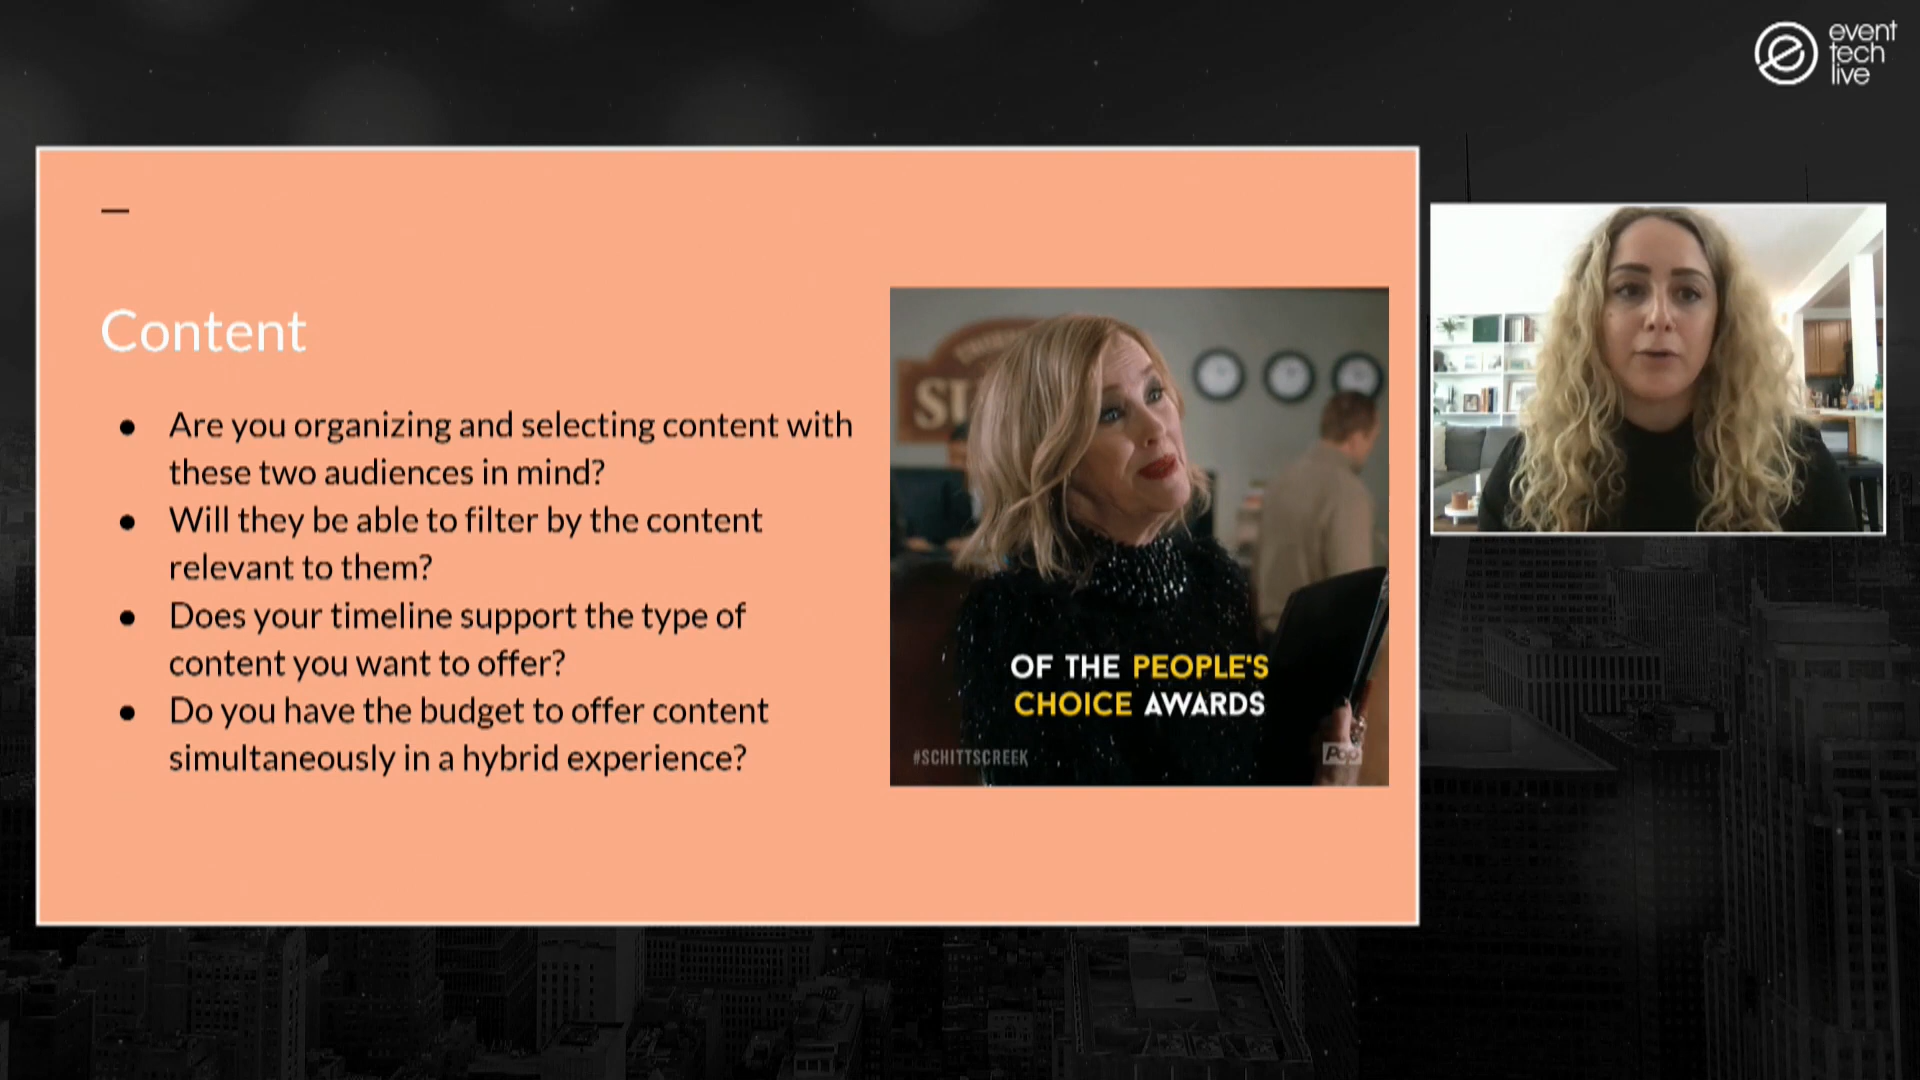 event
tech
live
Content
Are you organizing and selecting content with
these two audiences in mind?
Will they be able to filter by the content
relevant to them?
Does your timeline support the type of
content you want to offer?
Do you have the budget to offer content
simultaneously in a hybrid experience?
SU
OF THE PEOPLE'S
CHOICE AWARDS
#SCHITTSCREEK
Pop